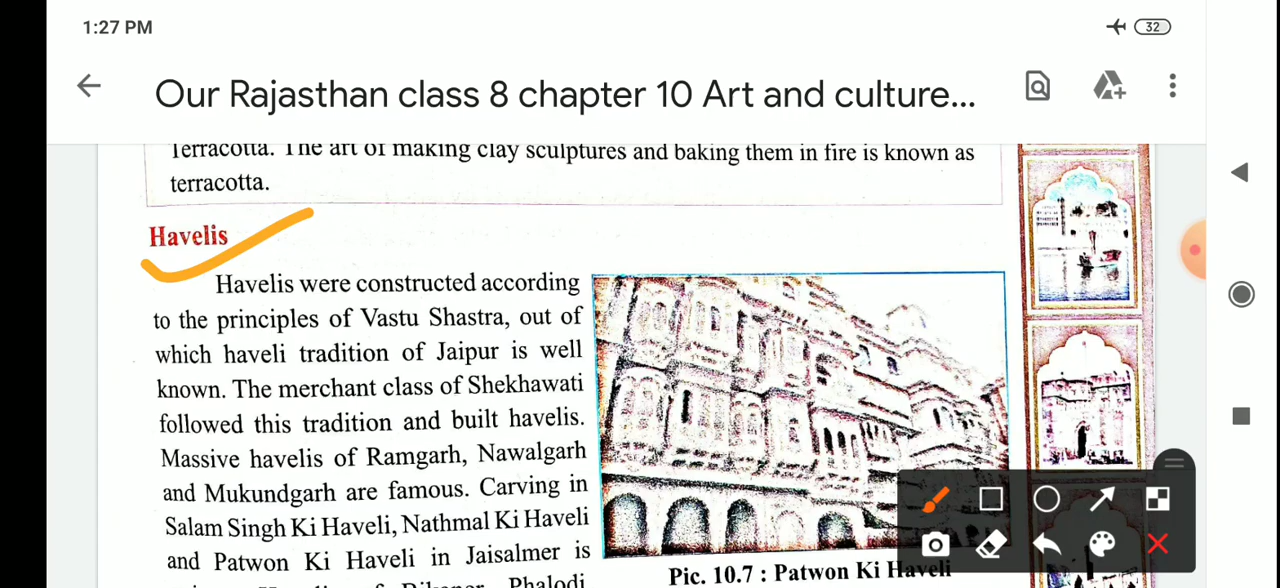 1:27 PM
32
Our Rajasthan class 8 chapter 10 Art and culture...
Terracotta. The art of making clay sculptures and baking them in fire is known as
terracotta.
Havelis
Havelis were constructed according
to the principles of Vastu Shastra, out of
which haveli tradition of Jaipur is well
known. The merchant class of Shekhawati
followed this tradition and built havelis.
Massive havelis of Ramgarh, Nawalgarh
and Mukundgarh are famous. Carving in
Salam Singh Ki Haveli, Nathmal Ki Haveli
and Patwon Ki Haveli in Jaisalmer is
Phalodi
Pic. 10.7 : Patwon Ki Haveli